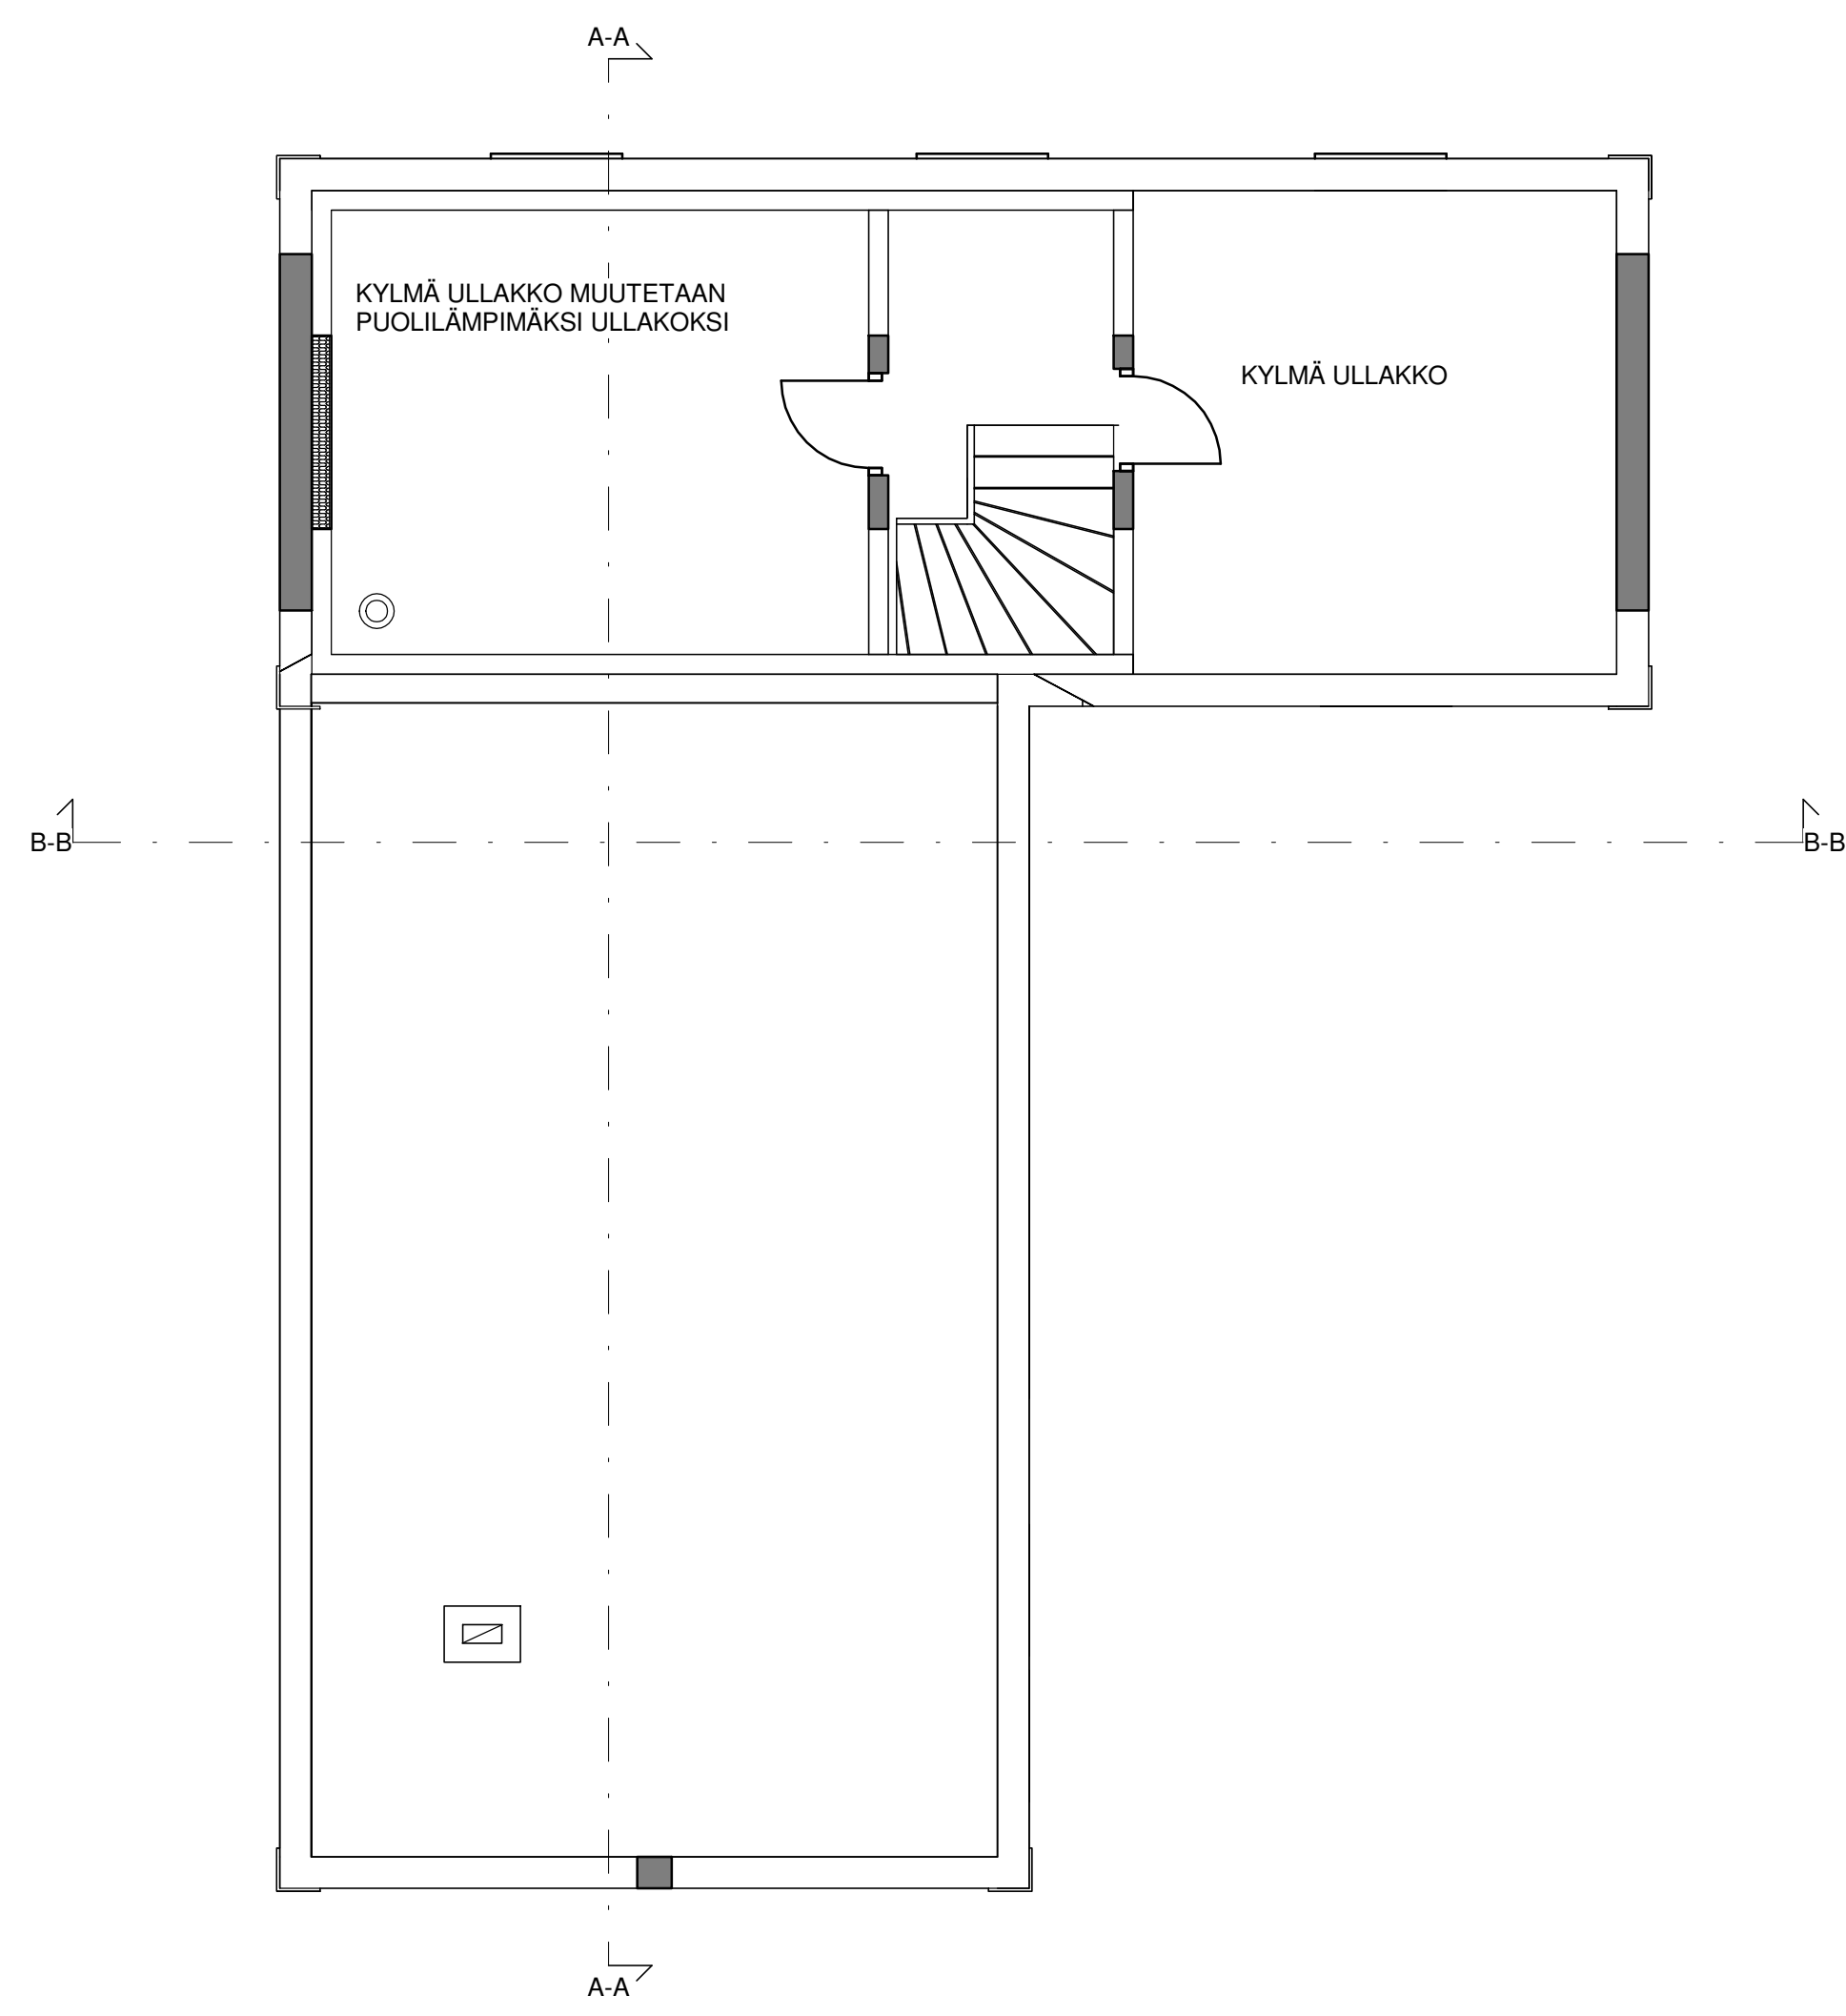 A-A
KYLMÄ ULLAKKO MUUTETAAN
PUOLILÄMPIMÄKSI ULLAKOKSI
KYLMÄ ULLAKKO
B-B
B-B
A-A